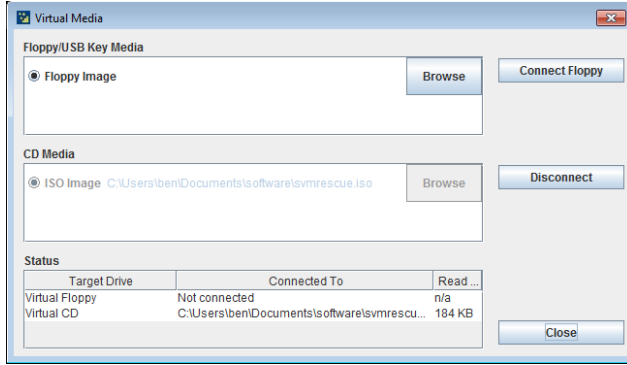 Virtual Media
Floppy/USB Key Media
Floppy Image
Browse
Connect Floppy
CD Media
ISO Image C:\Users\ben\Documents\software\svmrescue.iso
Browse
Disconnect
Status
Target Drive Connected To Read ...
Virtual Floppy Not connected n/a
Virtual CD C:\Users\ben\Documents\software\svmrescu... 184 KB
Close